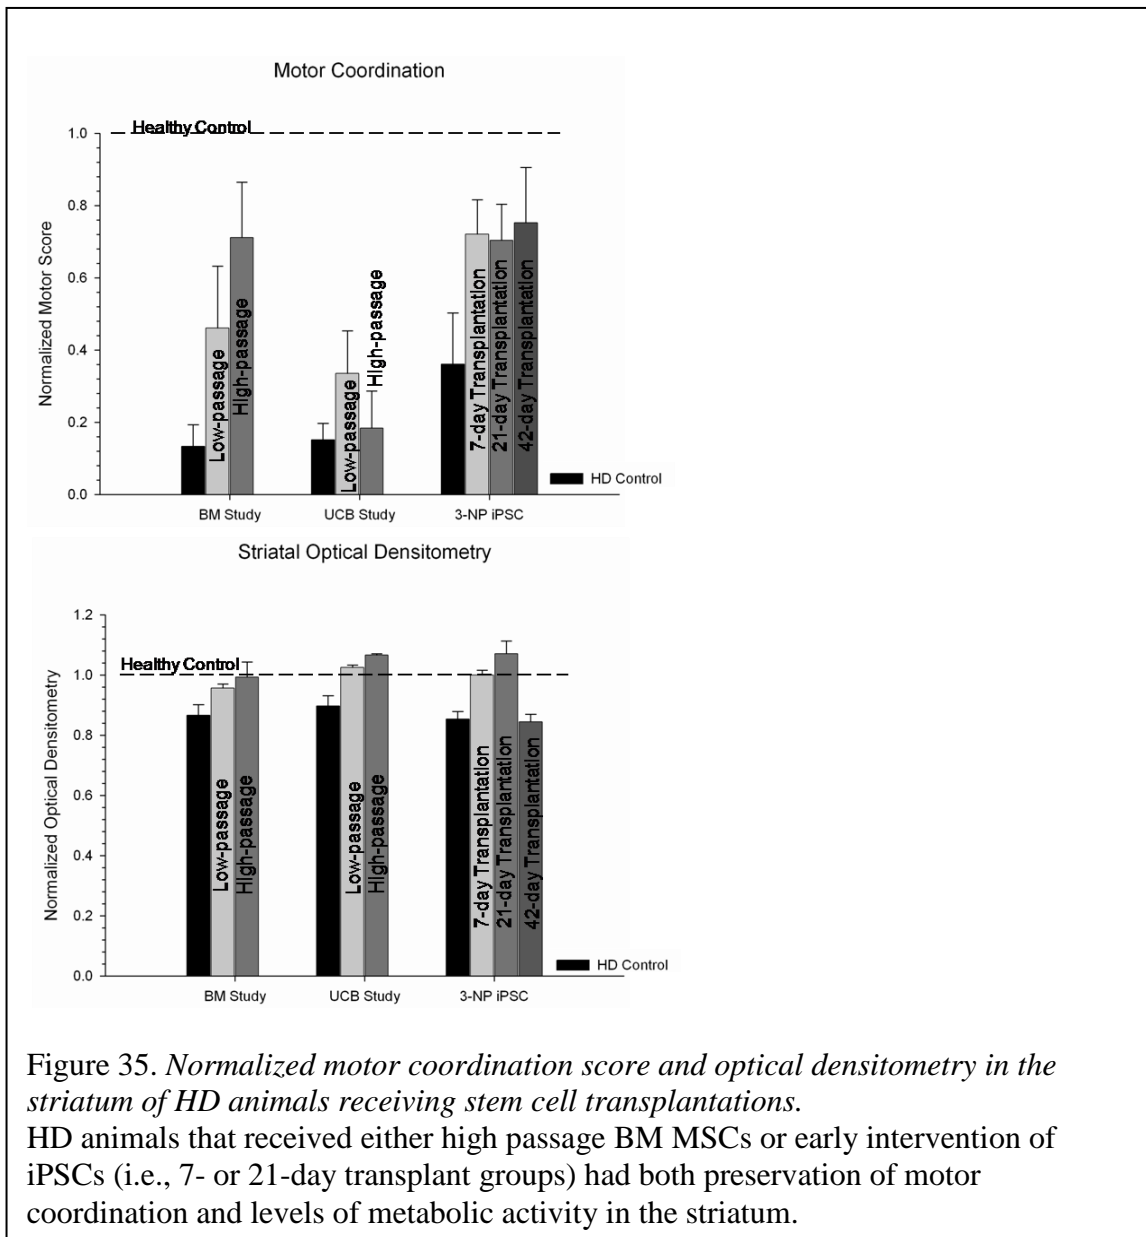 Motor Coordination
Healthy Control
1.0
0.8
0.6
0.4
0.2
0.0
Normalized Motor Score
Low-passage
High-passage
Low-passage
High-passage
7-day Transplantation
21-day Transplantation
42-day Transplantation
HD Control
BM Study
UCB Study
3-NP iPSC
Striatal Optical Densitometry
1.2
Healthy Control
1.0
0.8
0.6
0.4
0.2
0.0
Normalized Optical Densitometry
Low-passage
High-passage
Low-passage
High-passage
7-day Transplantation
21-day Transplantation
42-day Transplantation
HD Control
BM Study
UCB Study
3-NP iPSC
Figure 35. Normalized motor coordination score and optical densitometry in the
striatum of HD animals receiving stem cell transplantations.
HD animals that received either high passage BM MSCs or early intervention of
iPSCs (i.e., 7- or 21-day transplant groups) had both preservation of motor
coordination and levels of metabolic activity in the striatum.